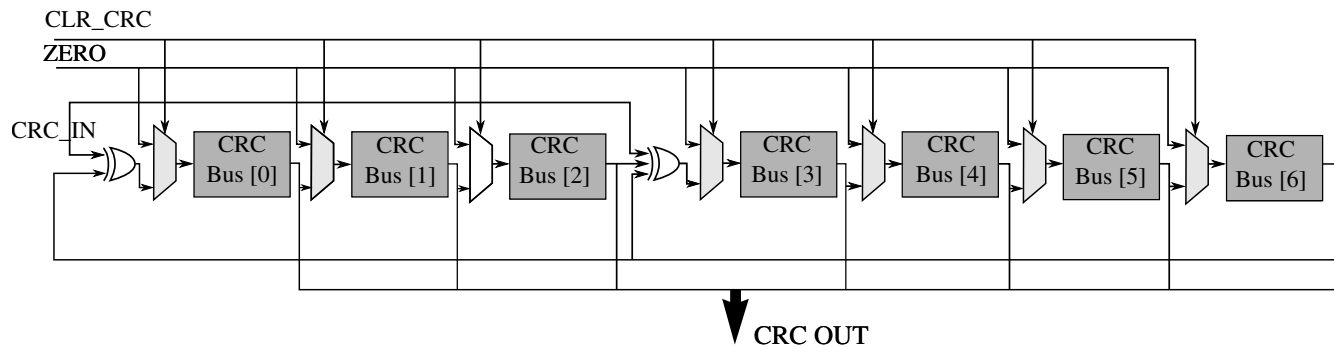 CLR_CRC
ZERO
CRC_IN
CRC
Bus [0]
CRC
Bus [1]
CRC
Bus [2]
CRC
Bus [3]
CRC
Bus [4]
CRC
Bus [5]
CRC
Bus [6]
CRC OUT